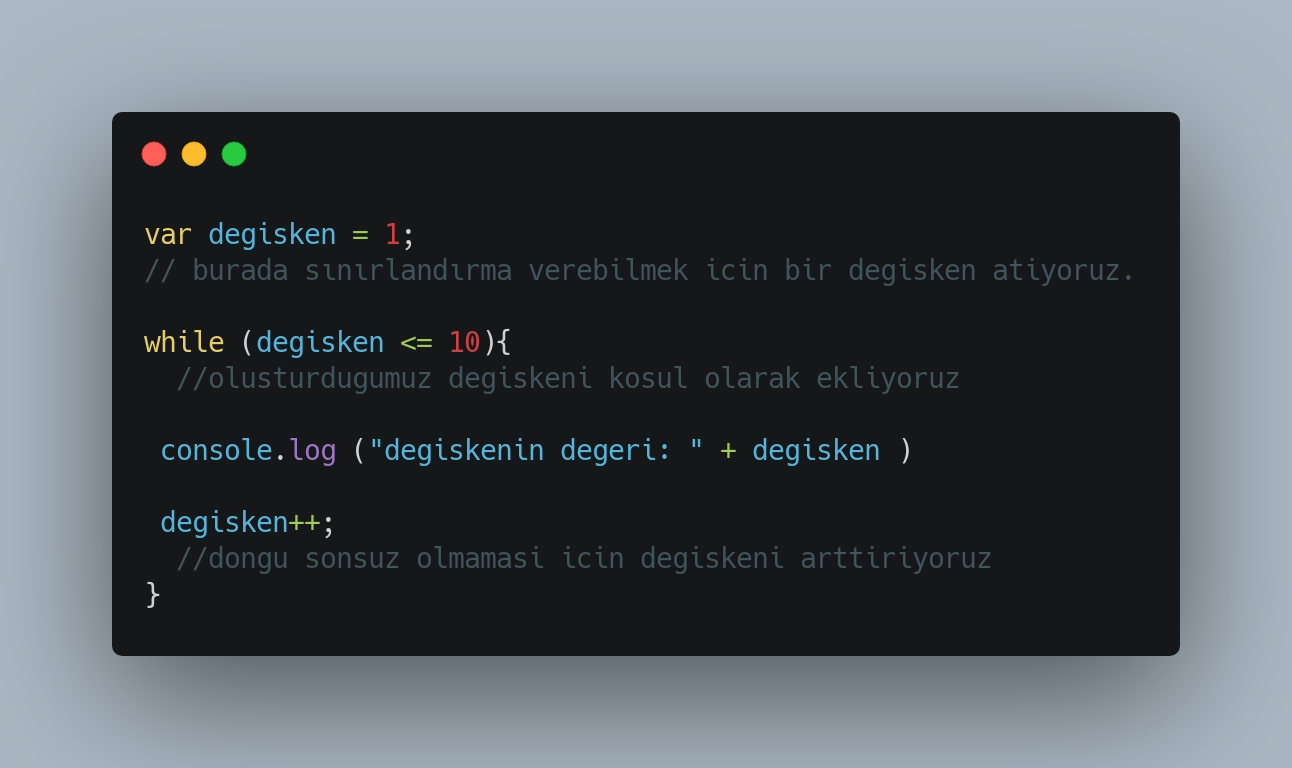 var degisken = 1;
// burada sınırlandırma verebilmek icin bir degisken atiyoruz.
while (degisken <= 10){
//olusturdugumuz degiskeni kosul olarak ekliyoruz
console.log ("degiskenin degeri: " + degisken )
degisken++;
//dongu sonsuz olmamasi icin degiskeni arttiriyoruz
}